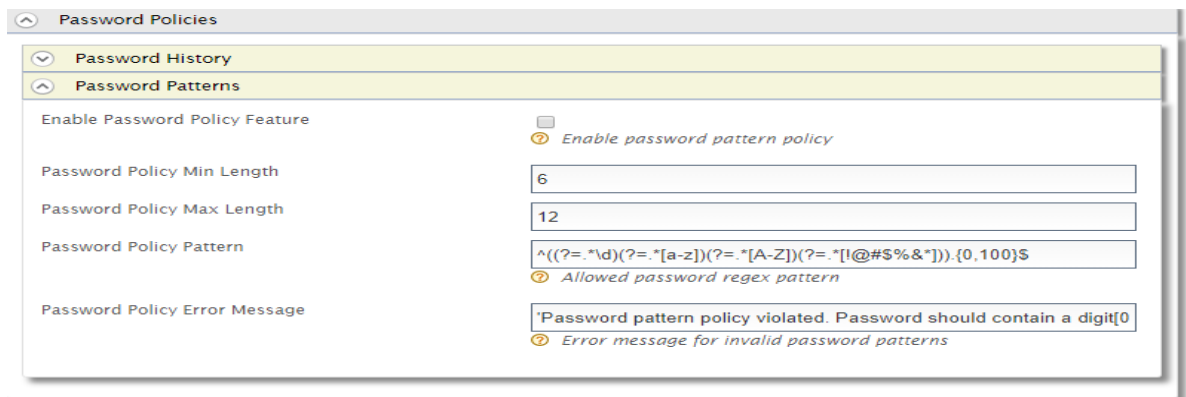 Password Policies
Password History
Password Patterns
Enable Password Policy Feature
Enable password pattern policy
Password Policy Min Length
6
Password Policy Max Length
12
Password Policy Pattern
^((?=.*\d)(?=.*[a-z])(?=.*[A-Z])(?=.*[!@#$%&*])).{0,100}$
Allowed password regex pattern
Password Policy Error Message
'Password pattern policy violated. Password should contain a digit[0
Error message for invalid password patterns